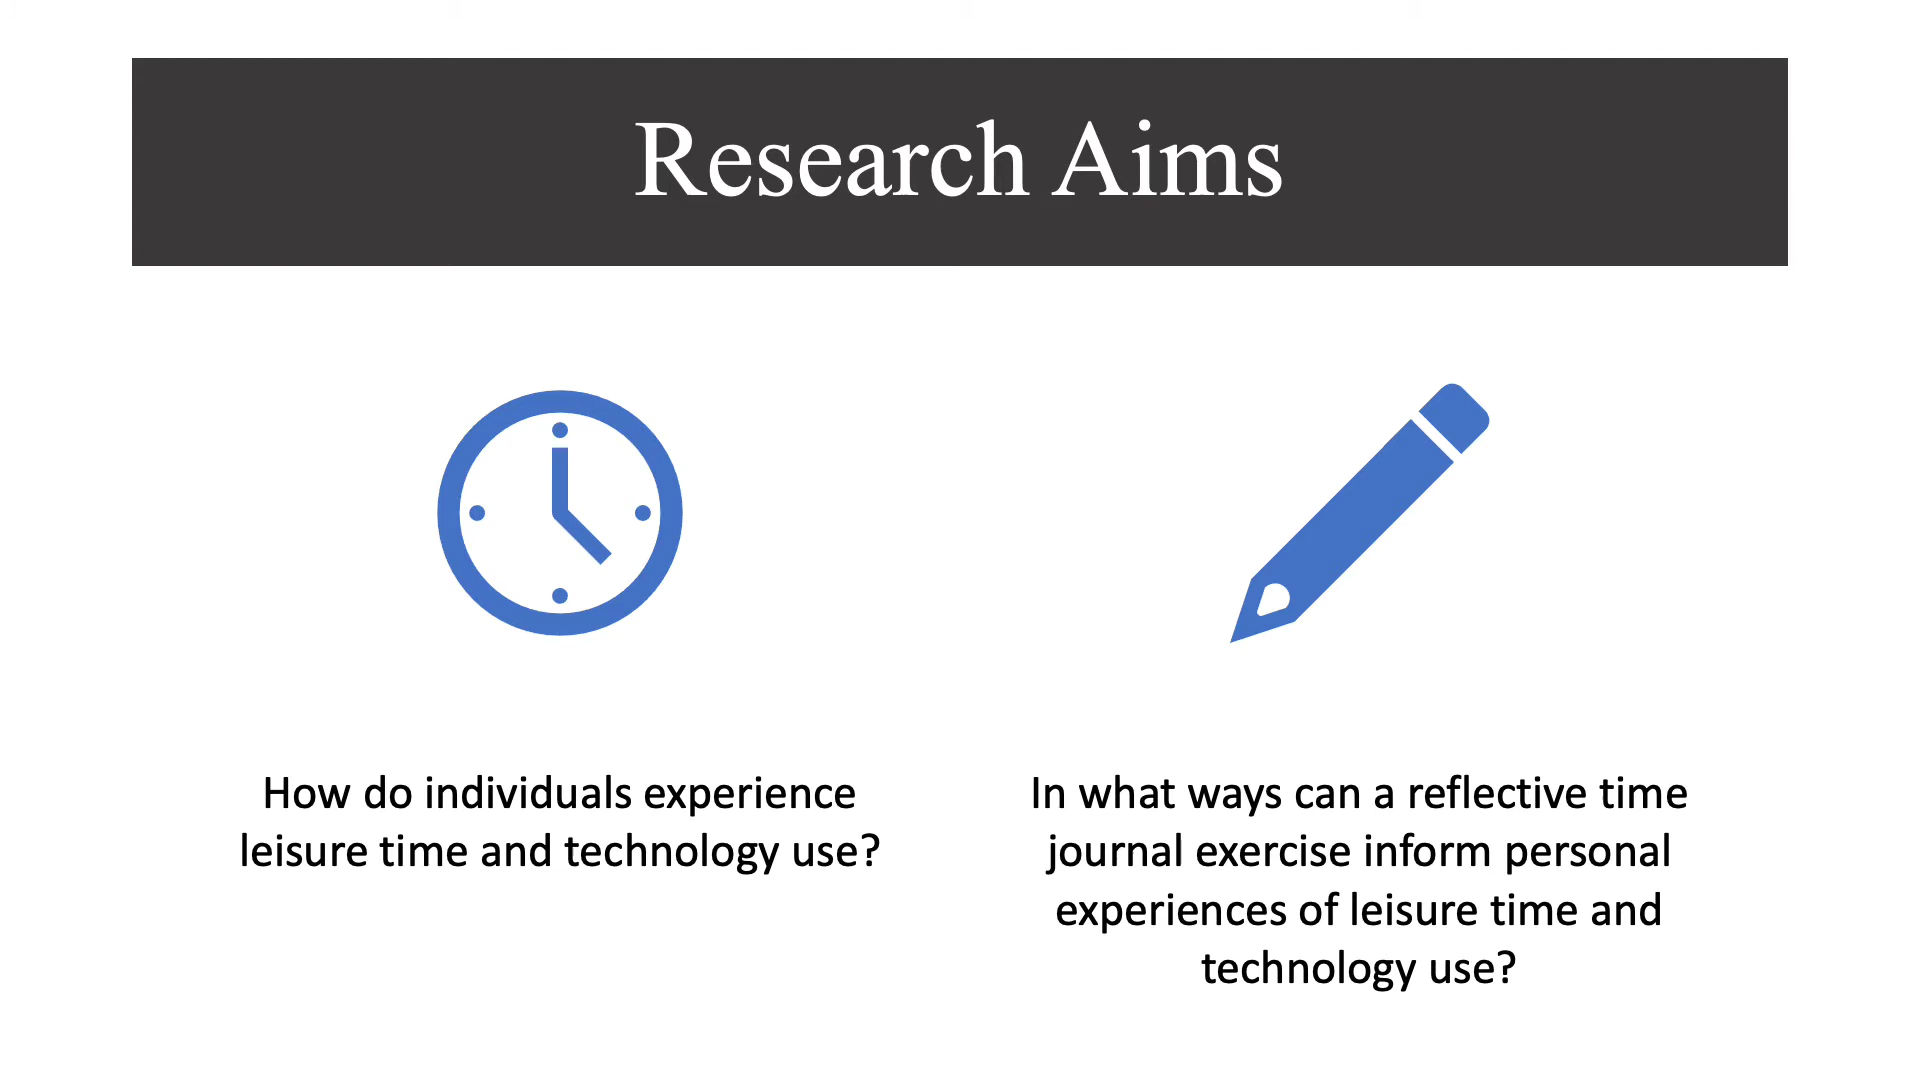 Research Aims
How do individuals experience
leisure time and technology use?
In what ways can a reflective time
journal exercise inform personal
experiences of leisure time and
technology use?